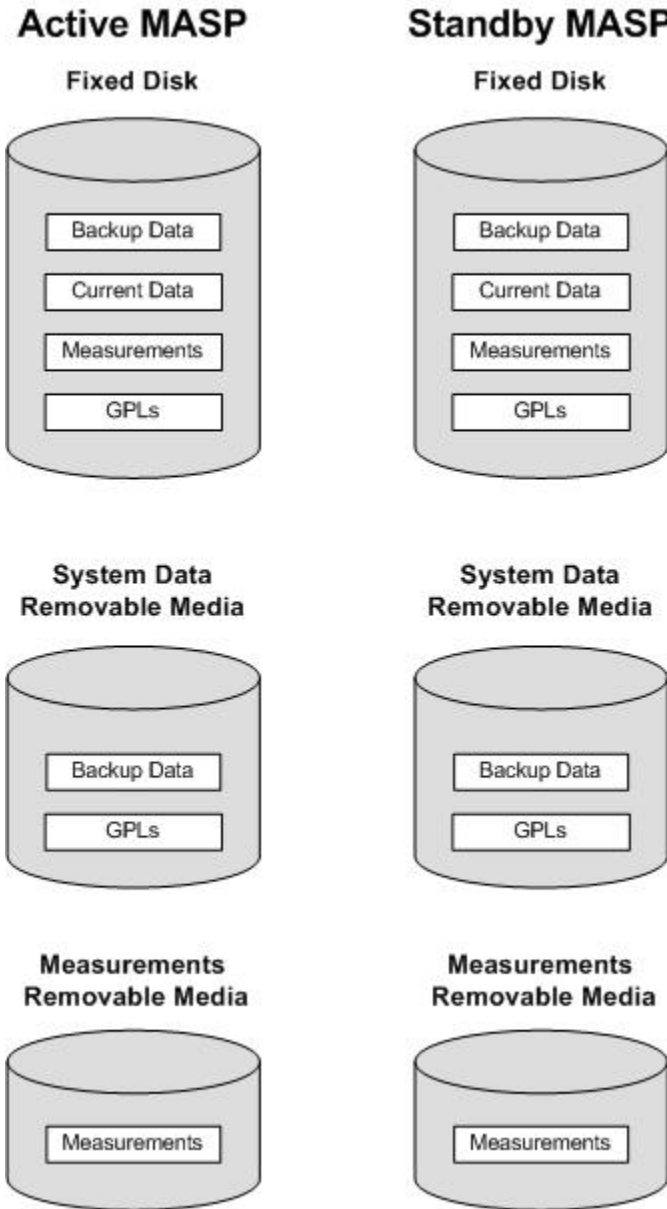 Active MASP
Standby MASP
Fixed Disk
Fixed Disk
Backup Data
Backup Data
Current Data
Current Data
Measurements
Measurements
GPLs
GPLs
System Data
Removable Media
System Data
Removable Media
Backup Data
Backup Data
GPLs
GPLs
Measurements
Removable Media
Measurements
Removable Media
Measurements
Measurements